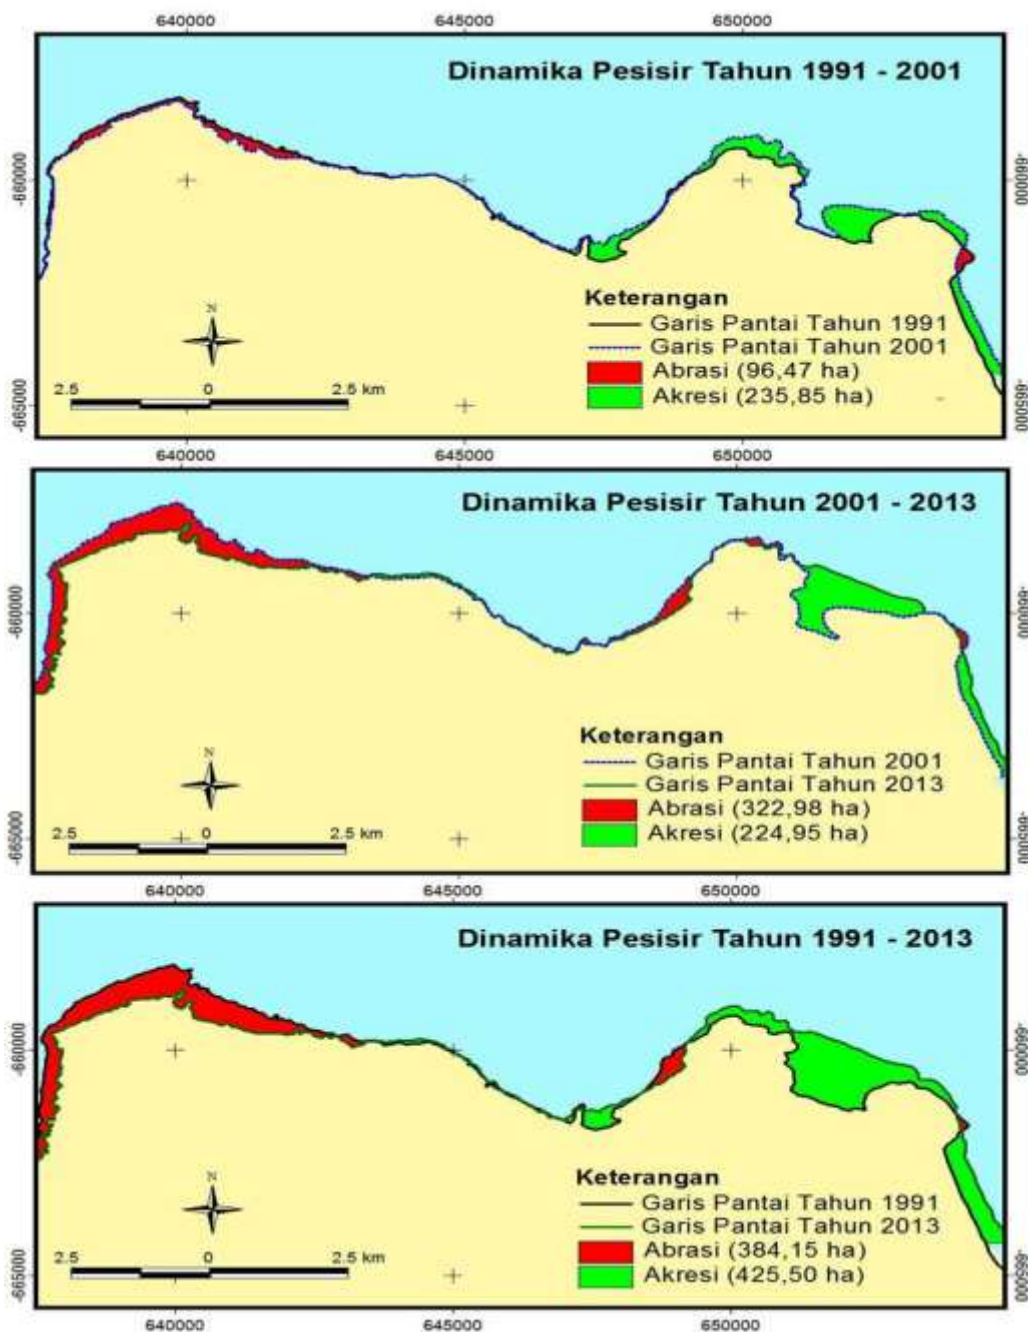 640000 645000 650000
Dinamika Pesisir Tahun 1991 - 2001
-660000 -660000
Keterangan
Garis Pantai Tahun 1991
Garis Pantai Tahun 2001
Abrasi (96,47 ha)
Akresi (235,85 ha)
N
2.5 0 2.5 km
-665000 -665000
640000 645000 650000
Dinamika Pesisir Tahun 2001 - 2013
-660000 -660000
Keterangan
Garis Pantai Tahun 2001
Garis Pantai Tahun 2013
Abrasi (322,98 ha)
Akresi (224,95 ha)
N
2.5 0 2.5 km
-665000 -665000
640000 645000 650000
Dinamika Pesisir Tahun 1991 - 2013
-660000 -660000
Keterangan
Garis Pantai Tahun 1991
Garis Pantai Tahun 2013
Abrasi (384,15 ha)
Akresi (425,50 ha)
N
2.5 0 2.5 km
-665000 -665000
640000 645000 650000